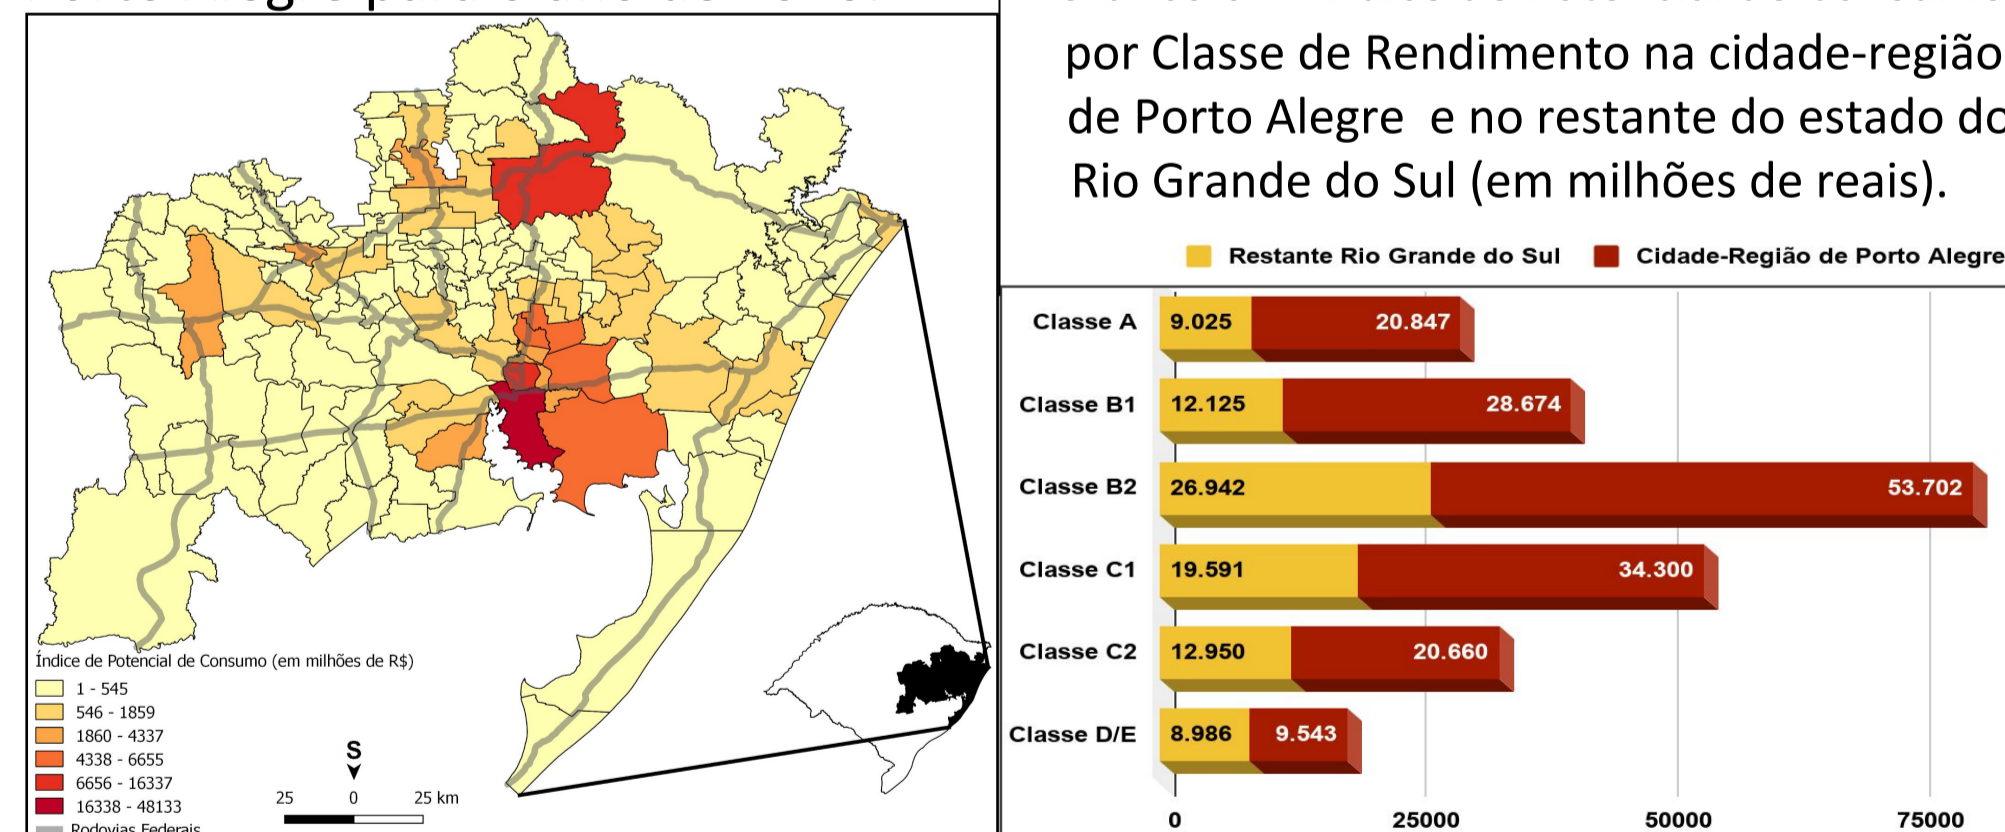 por Classe de Rendimento na cidade-região
de Porto Alegre e no restante do estado do
Rio Grande do Sul (em milhões de reais).
Restante Rio Grande do Sul
Cidade-Região de Porto Alegre
Classe A
9.025
20.847
Classe B1
12.125
28.674
Classe B2
26.942
53.702
Classe C1
19.591
34.300
Classe C2
12.950
20.660
Classe D/E
8.986
9.543
0
25000
50000
75000
Índice de Potencial de Consumo (em milhões de R$)
1 - 545
546 - 1859
1860 - 4337
4338 - 6655
6656 - 16337
16338 - 48133
Rodovias Federais
S
25
0
25 km